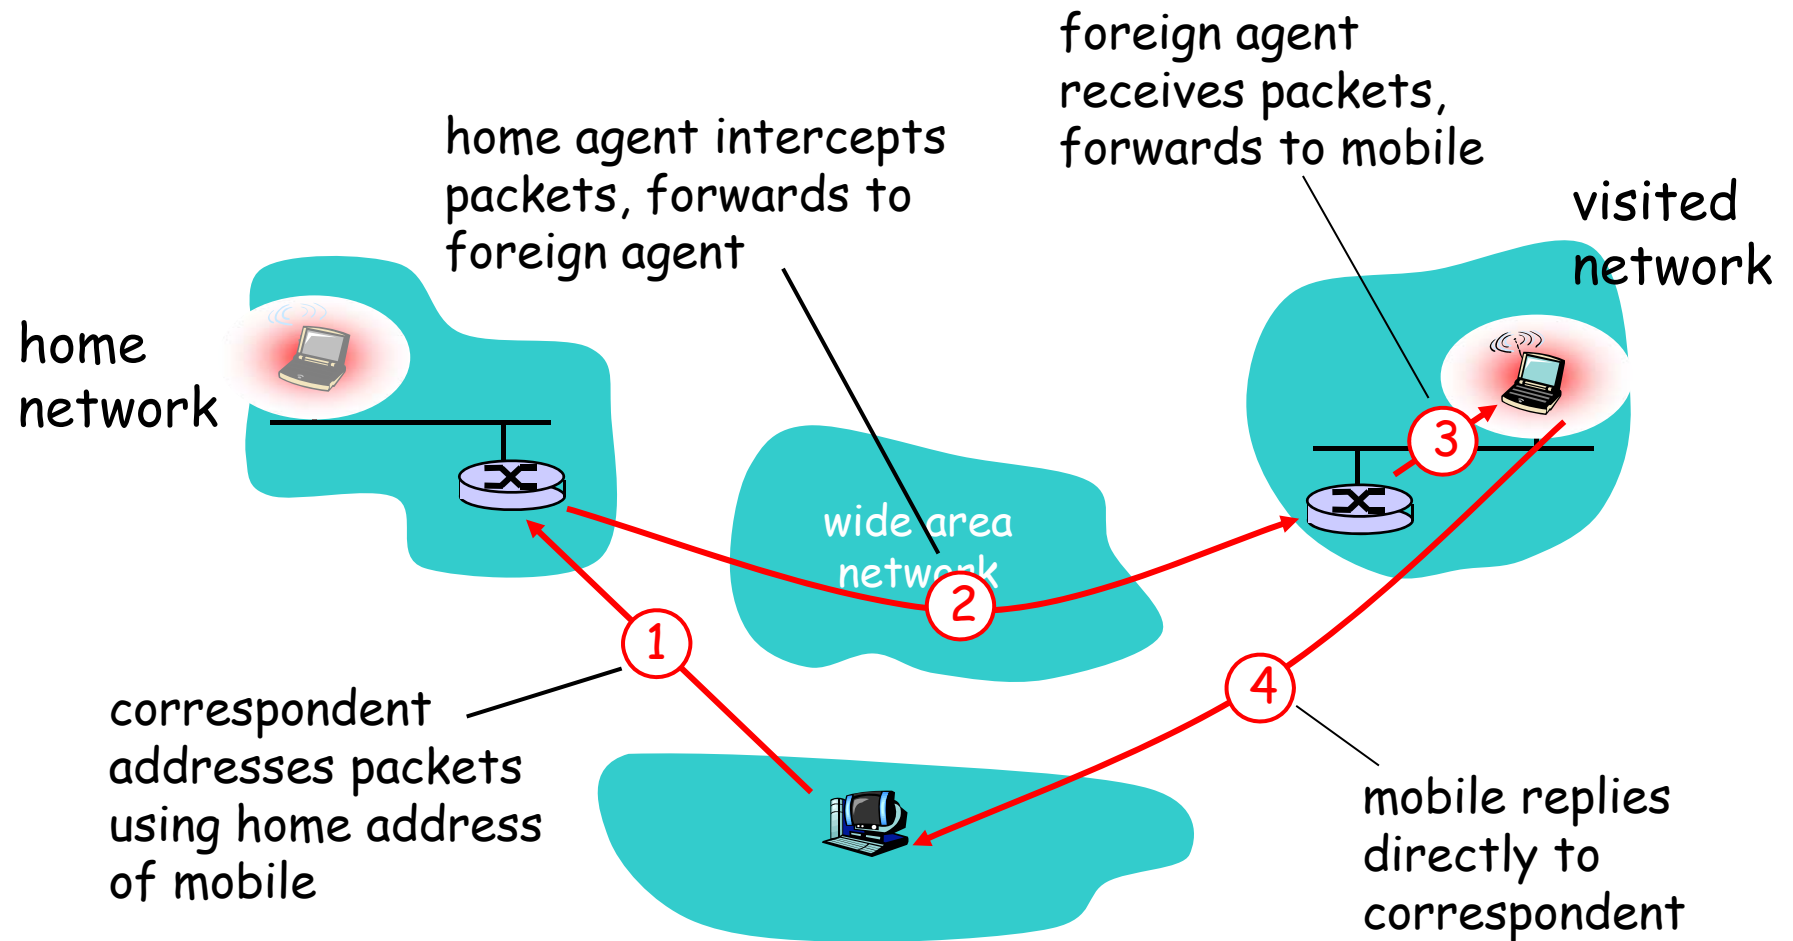 foreign agent
receives packets,
forwards to mobile
home agent intercepts
packets, forwards to
foreign agent
visited
network
home
network
wide area
network
3
2
1
4
correspondent
addresses packets
using home address
of mobile
mobile replies
directly to
correspondent